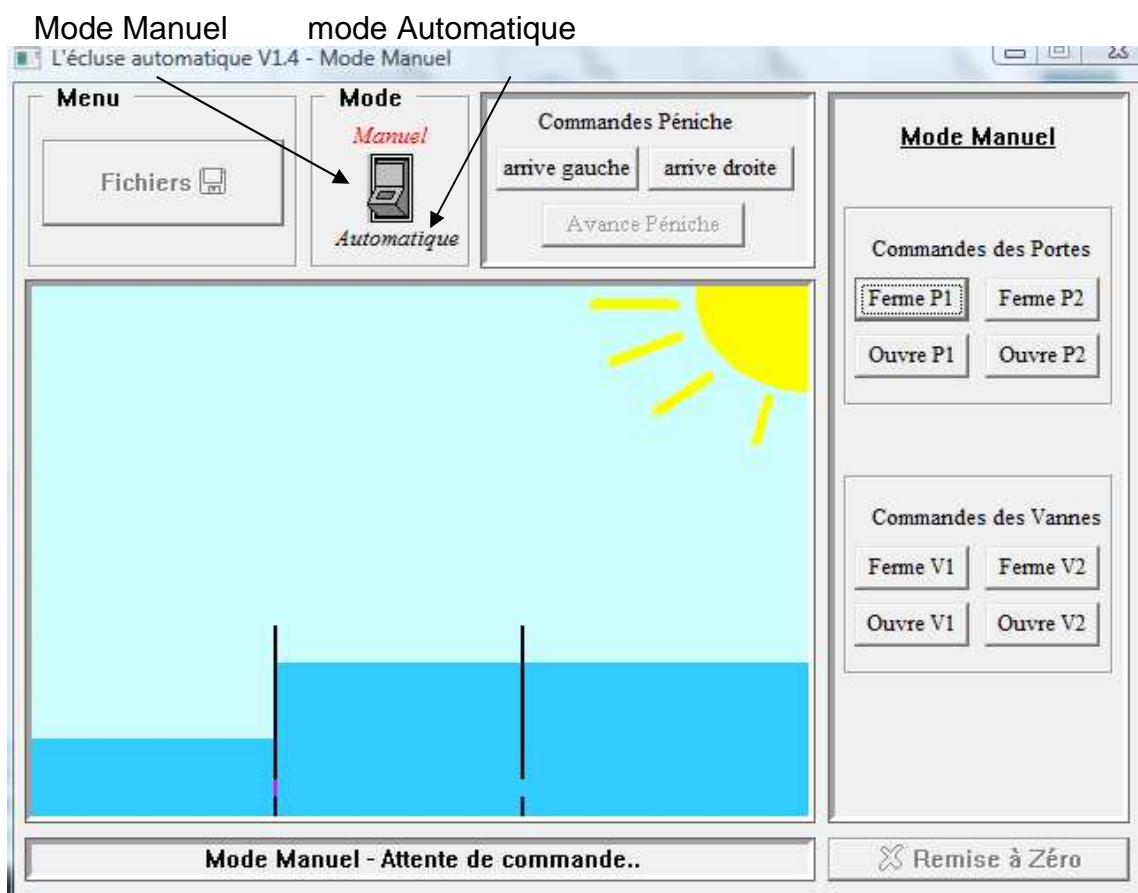 Mode Manuel mode Automatique
L'écluse automatique V1.4 - Mode Manuel
Menu
Fichiers
Mode
Manuel
Automatique
Commandes Péniche
arrive gauche arrive droite
Avance Péniche
Mode Manuel
Commandes des Portes
Ferme P1 Ferme P2
Ouvre P1 Ouvre P2
Commandes des Vannes
Ferme V1 Ferme V2
Ouvre V1 Ouvre V2
Mode Manuel - Attente de commande..
Remise à Zéro